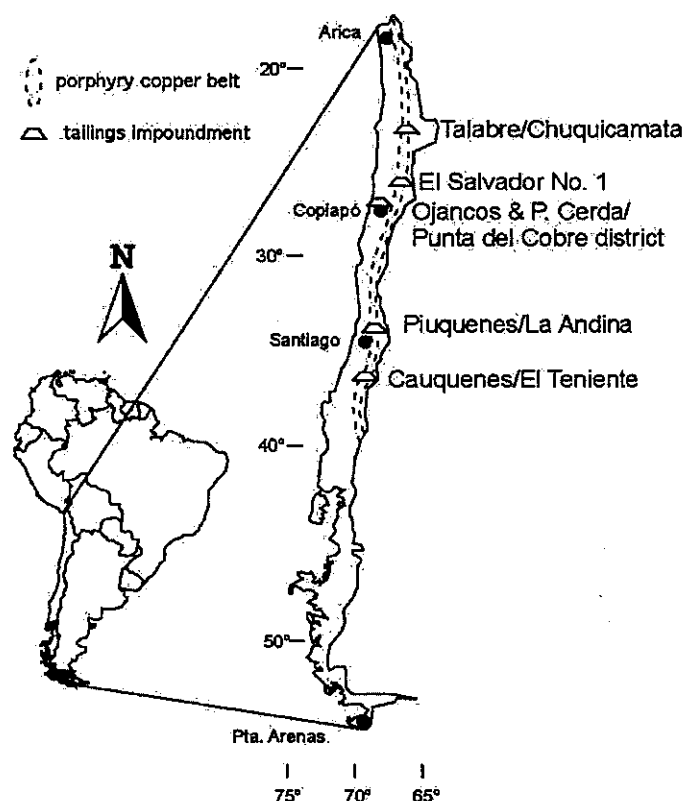 Arica
20°
porphyry copper belt
tailings impoundment
Talabre/Chuquicamata
El Salvador No. 1
Copiapó
Ojancos & P. Cerda/
Punta del Cobre district
30°
N
Piuquenes/La Andina
Santiago
Cauquenes/El Teniente
40°
50°
Pta. Arenas
75° 70° 65°